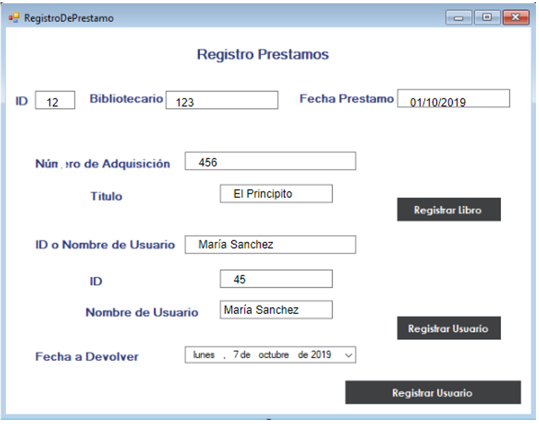 RegistroDePrestamo
Registro Prestamos
ID 12 Bibliotecario 123 Fecha Prestamo 01/10/2019
Número de Adquisición 456
Titulo El Principito
Registrar Libro
ID o Nombre de Usuario María Sanchez
ID 45
Nombre de Usuario María Sanchez
Registrar Usuario
Fecha a Devolver lunes , 7 de octubre de 2019
Registrar Usuario